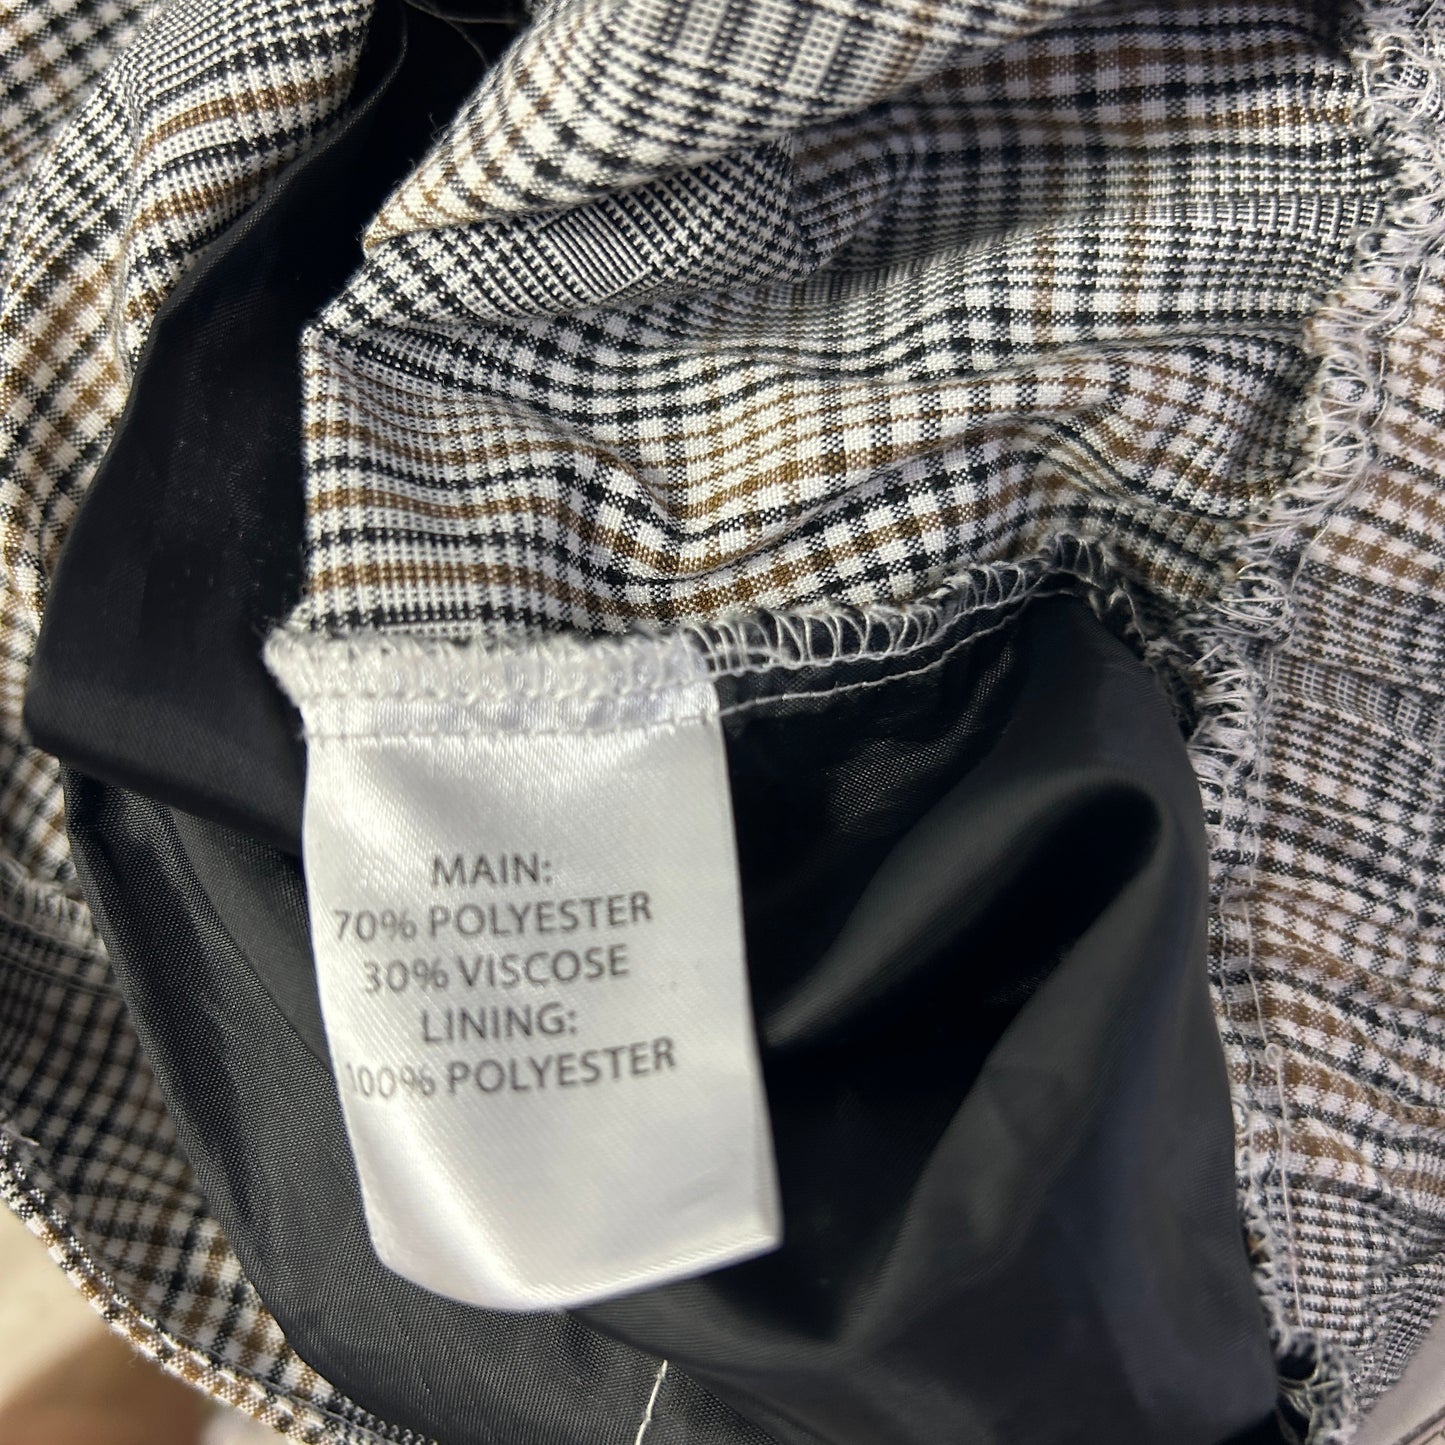 MAIN:
70% POLYESTER
30% VISCOSE
LINING:
100% POLYESTER